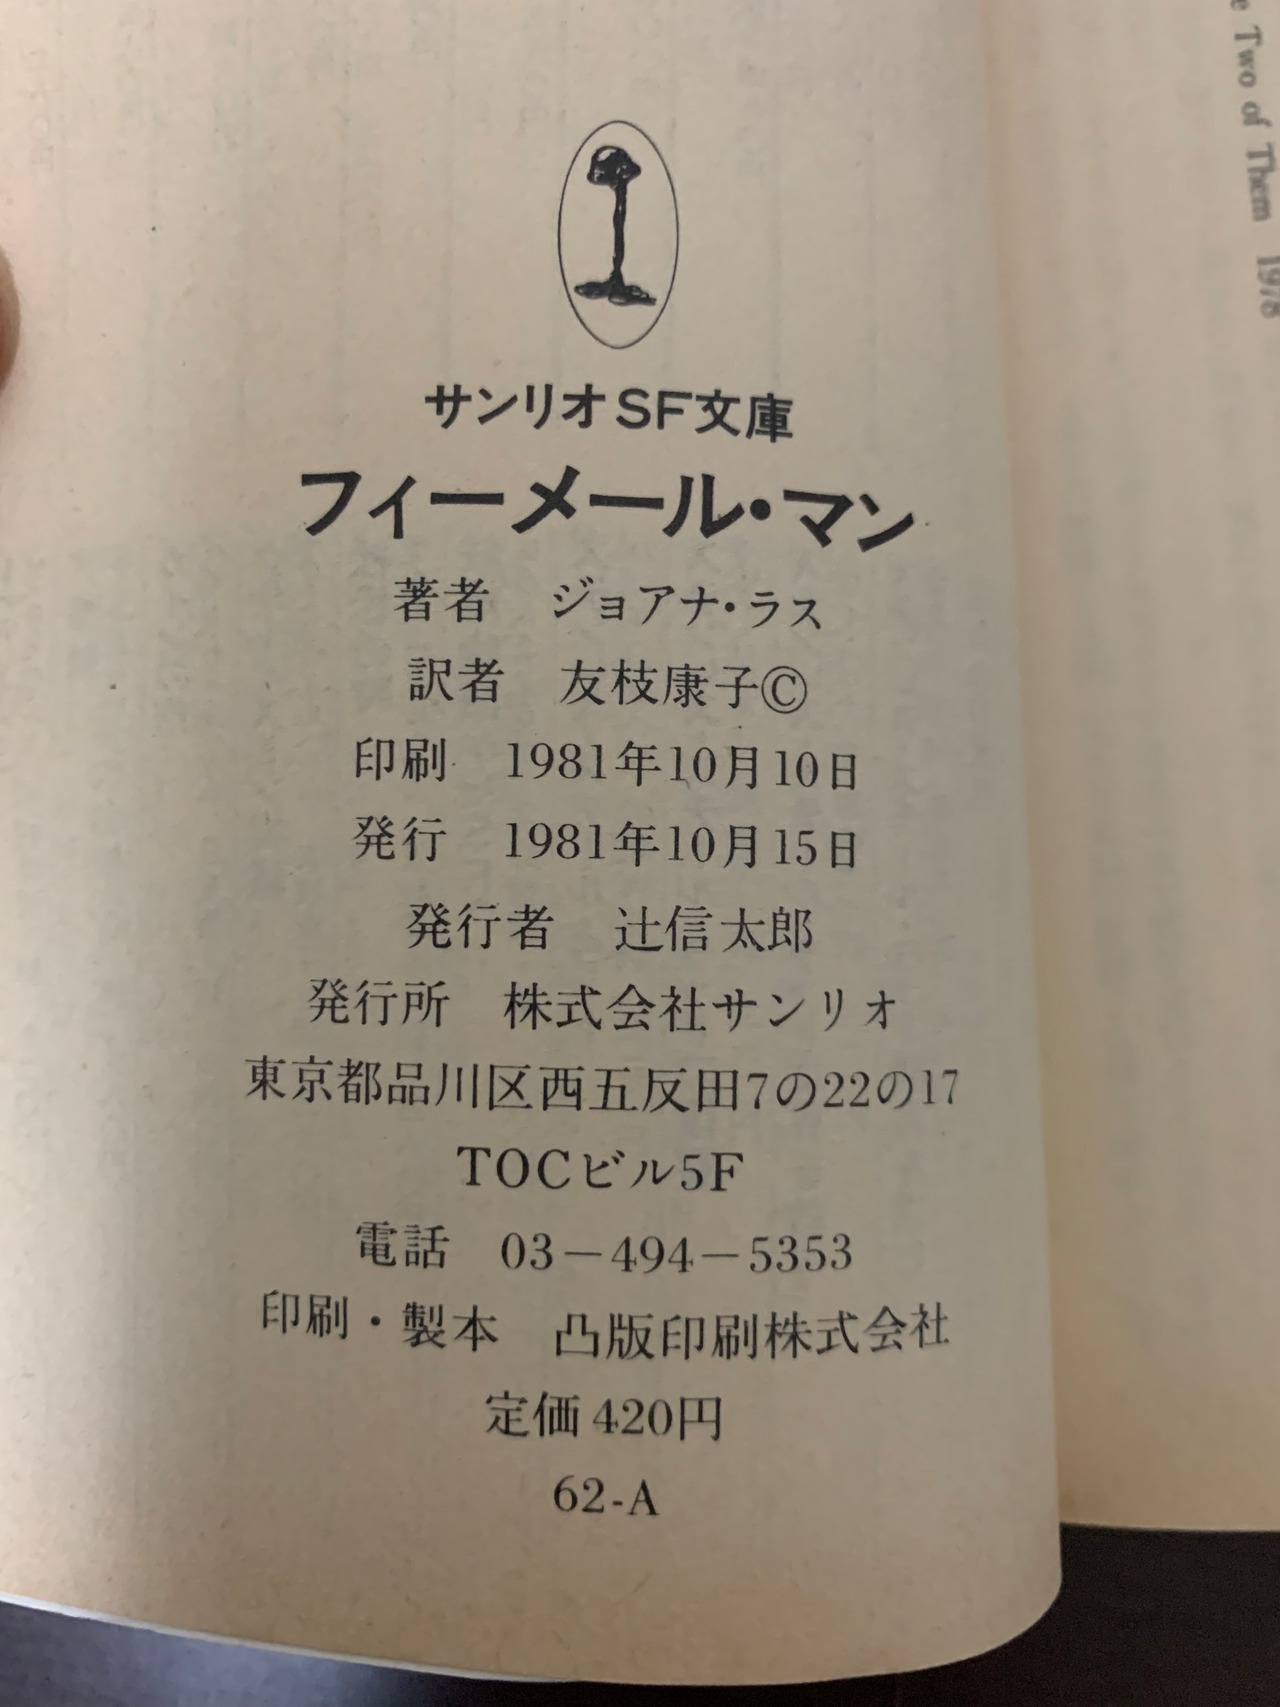 サンリオSF文庫
フィーメール・マン
著者　ジョアナ・ラス
訳者　友枝康子©
印刷　1981年10月10日
発行　1981年10月15日
発行者　辻信太郎
発行所　株式会社サンリオ
東京都品川区西五反田7の22の17
TOCビル5F
電話　03－494－5353
印刷・製本　凸版印刷株式会社
定価420円
62-A
Two of Them 1978